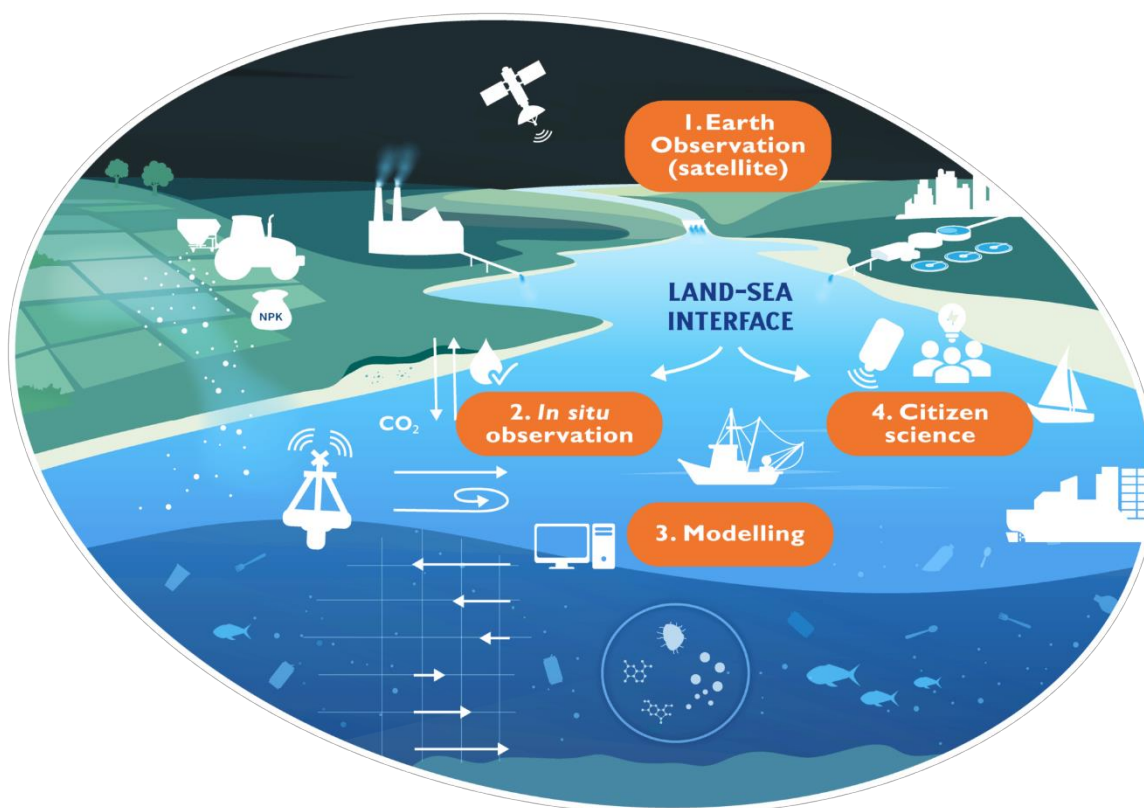 1. Earth
Observation
(satellite)
LAND-SEA
INTERFACE
NPK
CO₂
2. In situ
observation
4. Citizen
science
3. Modelling